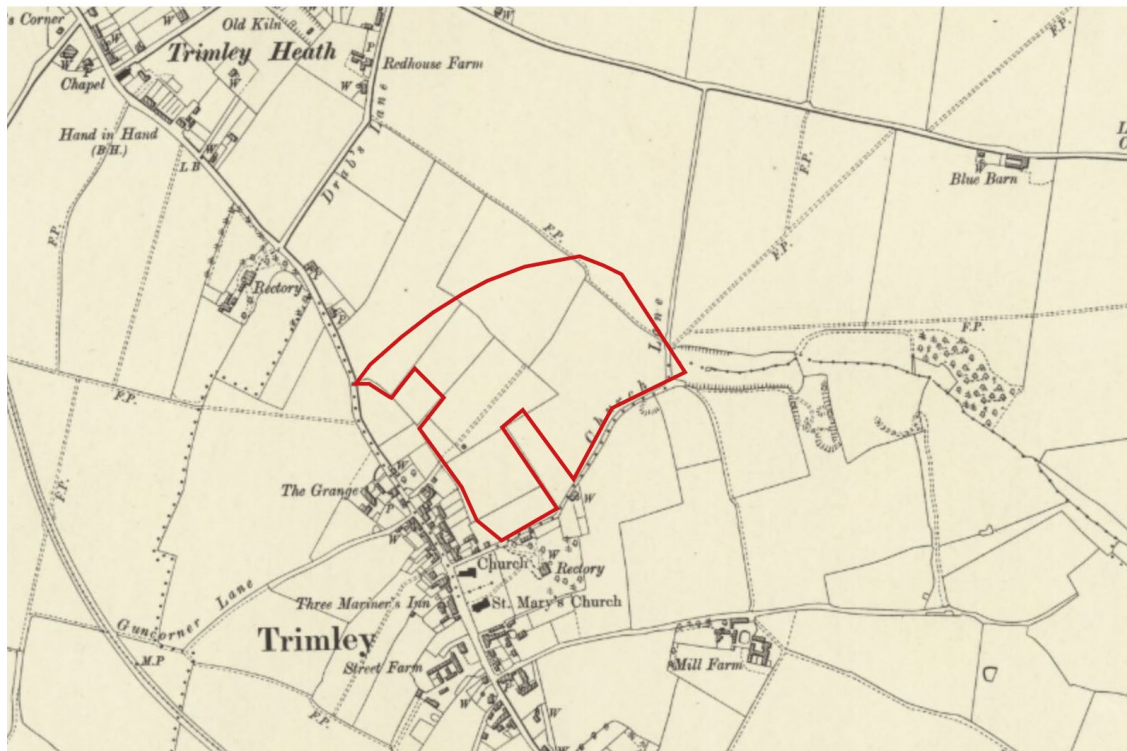 's Corner
W
Old Kiln
W
W
P
Trimley Heath
F.P.
W
P
W
Chapel
Redhouse Farm
W
Hand in Hand
(B.H.)
W
L.B
Drab's Lane
F.P.
W
Blue Barn
F.P.
F.P.
F.P.
Rectory
Lane
F.P.
F.P.
Church
F.P.
W
The Grange
P
W
W
Church
W
Rectory
Lane
Three Mariner's Inn
St. Mary's Church
Guncorner
Trimley
M.P
Street Farm
Mill Farm
W
W
F.P.
W